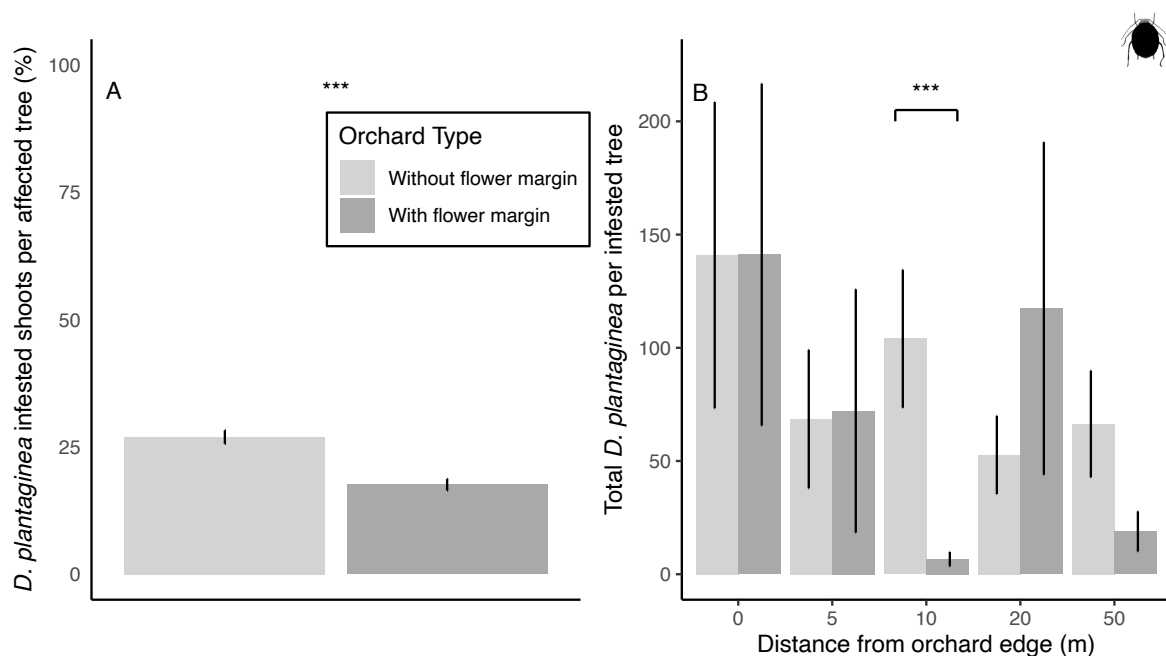 D. plantaginea infested shoots per affected tree (%)
100
75
50
25
0
A
***
Orchard Type
Without flower margin
With flower margin
Total D. plantaginea per infested tree
200
150
100
50
0
B
***
0 5 10 20 50
Distance from orchard edge (m)